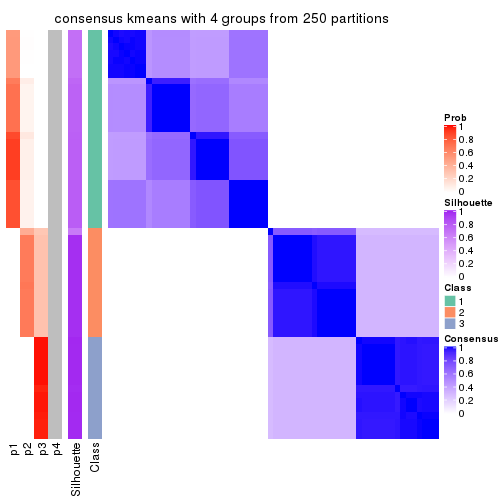 consensus kmeans with 4 groups from 250 partitions
Prob
1
0.8
0.6
0.4
0.2
0
Silhouette
1
0.8
0.6
0.4
0.2
0
Class
1
2
3
Consensus
1
0.8
0.6
0.4
0.2
0
p1
p2
p3
p4
Silhouette
Class